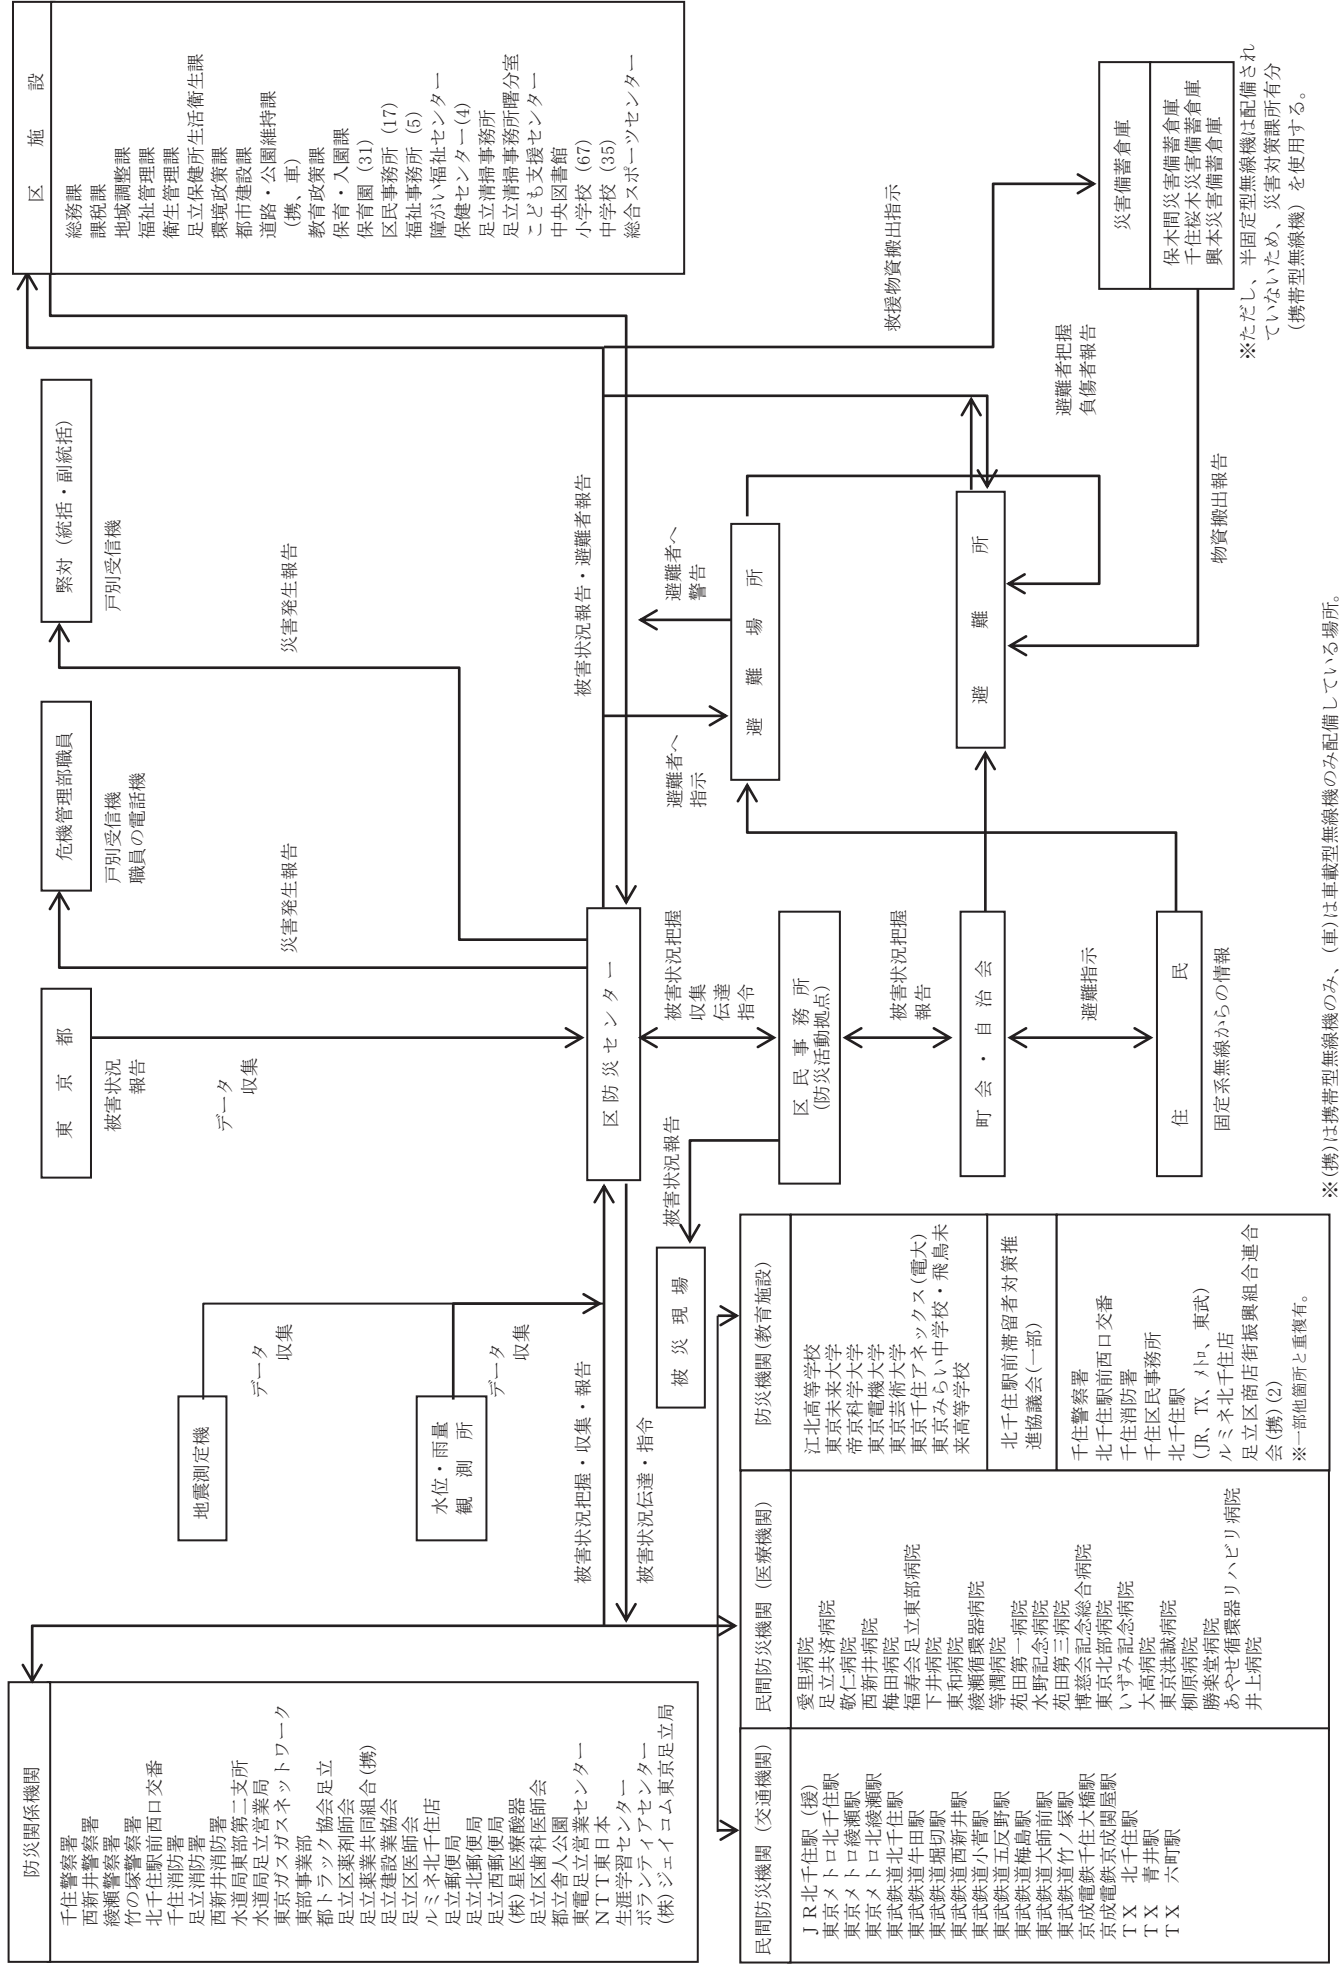 防災関係機関
千住警察署
西新井警察署
綾瀬警察署
竹の塚警察署
北千住駅前西口交番
千住消防署
足立消防署
西新井消防署
水道局東部第二支所
水道局足立営業局
東京ガスガスネットワーク
東部事業部
都トラック協会足立
足立区薬剤師会
足立薬業共同組合(携)
足立建設業協会
足立区医師会
ルミネ北千住店
足立郵便局
足立北郵便局
足立西郵便局
(株)星医療酸器
足立区歯科医師会
都立舎人公園
東電足立営業センター
ＮＴＴ東日本
生涯学習センター
ボランティアセンター
(株)ジェイコム東京足立局
地震測定機
データ
収集
水位・雨量
観測所
データ
収集
東京都
被害状況
報告
データ
収集
危機管理部職員
戸別受信機
職員の電話機
災害発生報告
緊対（統括・副統括）
戸別受信機
災害発生報告
区施設
総務課
課税課
地域調整課
福祉管理課
衛生管理課
足立保健所生活衛生課
環境政策課
都市建設課
道路・公園維持課
（携、車）
教育政策課
保育・入園課
保育園（31）
区民事務所（17）
福祉事務所（5）
障がい福祉センター
保健センター(4)
足立清掃事務所
足立清掃事務所曙分室
こども支援センター
中央図書館
小学校（67）
中学校（35）
総合スポーツセンター
被害状況把握・収集・報告
被害状況伝達・指令
区防災センター
被害状況報告・避難者報告
被災現場
被害状況報告
被害状況把握
収集
伝達
指令
避難者へ
指示
避難者へ
警告
避難場所
区民事務所
(防災活動拠点)
被害状況把握
報告
町会・自治会
避難指示
住民
固定系無線からの情報
避難所
救援物資搬出指示
避難者把握
負傷者報告
物資搬出報告
災害備蓄倉庫
保木間災害備蓄倉庫
千住桜木災害備蓄倉庫
興本災害備蓄倉庫
※ただし、半固定型無線機は配備され
ていないため、災害対策課所有分
（携帯型無線機）を使用する。
民間防災機関（交通機関）
ＪＲ北千住駅（援）
東京メトロ北千住駅
東京メトロ綾瀬駅
東京メトロ北綾瀬駅
東武鉄道北千住駅
東武鉄道牛田駅
東武鉄道堀切駅
東武鉄道西新井駅
東武鉄道小菅駅
東武鉄道五反野駅
東武鉄道梅島駅
東武鉄道大師前駅
東武鉄道竹ノ塚駅
京成電鉄千住大橋駅
京成電鉄京成関屋駅
ＴＸ　北千住駅
ＴＸ　青井駅
ＴＸ　六町駅
民間防災機関（医療機関）
愛里病院
足立共済病院
敬仁病院
西新井病院
梅田病院
福寿会足立東部病院
下井病院
東和病院
綾瀬循環器病院
等潤病院
苑田第一病院
水野記念病院
苑田第三病院
博慈会記念総合病院
東京北部病院
いずみ記念病院
大高病院
東京洪誠病院
柳原病院
勝楽堂病院
あやせ循環器リハビリ病院
井上病院
防災機関(教育施設)
江北高等学校
東京未来大学
帝京科学大学
東京電機大学
東京芸術大学
東京千住アネックス(電大)
東京みらい中学校・飛鳥未
来高等学校
北千住駅前滞留者対策推
進協議会(一部)
千住警察署
北千住駅前西口交番
千住消防署
千住区民事務所
北千住駅
(JR、TX、ﾒﾄﾛ、東武)
ルミネ北千住店
足立区商店街振興組合連合
会(携)(2)
※一部他箇所と重複有。
※(携)は携帯型無線機のみ、(車)は車載型無線機のみ配備している場所。